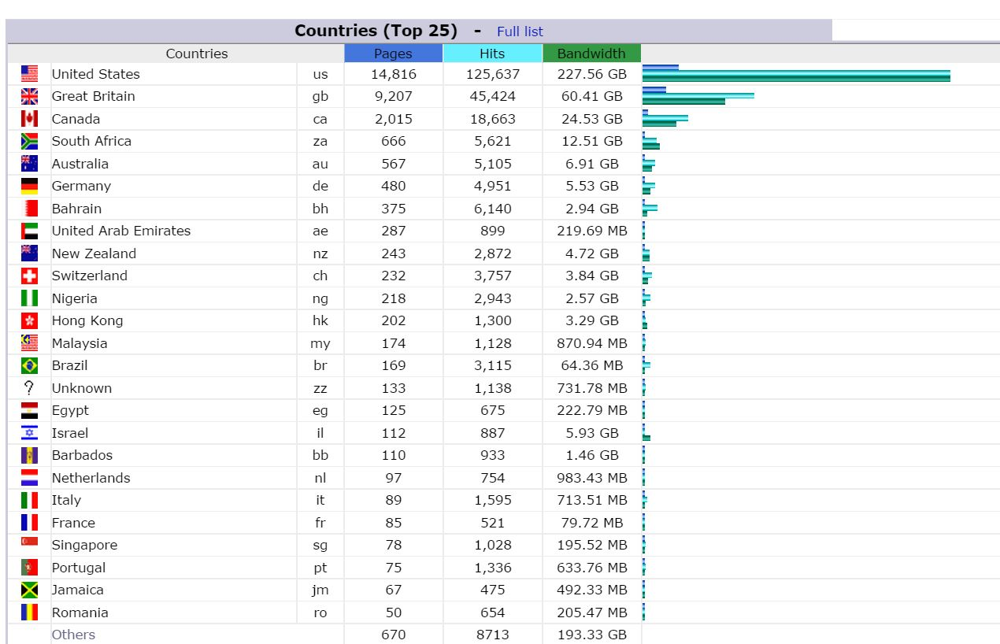 Countries (Top 25) - Full list
Countries Pages Hits Bandwidth
United States us 14,816 125,637 227.56 GB
Great Britain gb 9,207 45,424 60.41 GB
Canada ca 2,015 18,663 24.53 GB
South Africa za 666 5,621 12.51 GB
Australia au 567 5,105 6.91 GB
Germany de 480 4,951 5.53 GB
Bahrain bh 375 6,140 2.94 GB
United Arab Emirates ae 287 899 219.69 MB
New Zealand nz 243 2,872 4.72 GB
Switzerland ch 232 3,757 3.84 GB
Nigeria ng 218 2,943 2.57 GB
Hong Kong hk 202 1,300 3.29 GB
Malaysia my 174 1,128 870.94 MB
Brazil br 169 3,115 64.36 MB
? Unknown zz 133 1,138 731.78 MB
Egypt eg 125 675 222.79 MB
Israel il 112 887 5.93 GB
Barbados bb 110 933 1.46 GB
Netherlands nl 97 754 983.43 MB
Italy it 89 1,595 713.51 MB
France fr 85 521 79.72 MB
Singapore sg 78 1,028 195.52 MB
Portugal pt 75 1,336 633.76 MB
Jamaica jm 67 475 492.33 MB
Romania ro 50 654 205.47 MB
Others 670 8713 193.33 GB